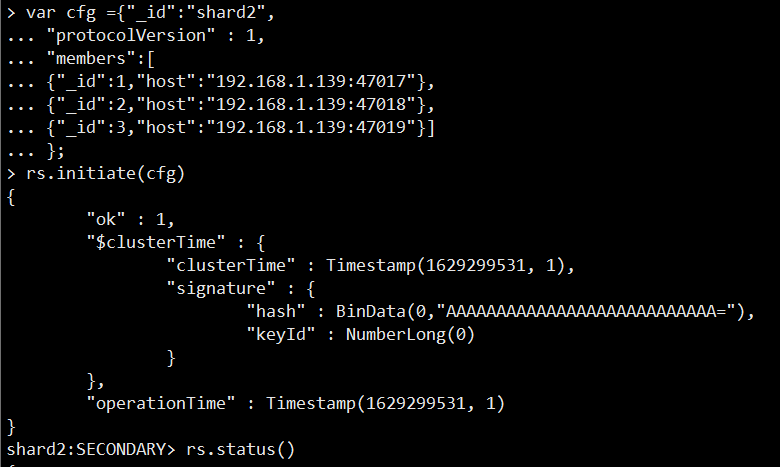 > var cfg ={"_id":"shard2",
... "protocolVersion" : 1,
... "members":[
... {"_id":1,"host":"192.168.1.139:47017"},
... {"_id":2,"host":"192.168.1.139:47018"},
... {"_id":3,"host":"192.168.1.139:47019"}]
... };
> rs.initiate(cfg)
{
        "ok" : 1,
        "$clusterTime" : {
                "clusterTime" : Timestamp(1629299531, 1),
                "signature" : {
                        "hash" : BinData(0,"AAAAAAAAAAAAAAAAAAAAAAAAAAA="),
                        "keyId" : NumberLong(0)
                }
        },
        "operationTime" : Timestamp(1629299531, 1)
}
shard2:SECONDARY> rs.status()